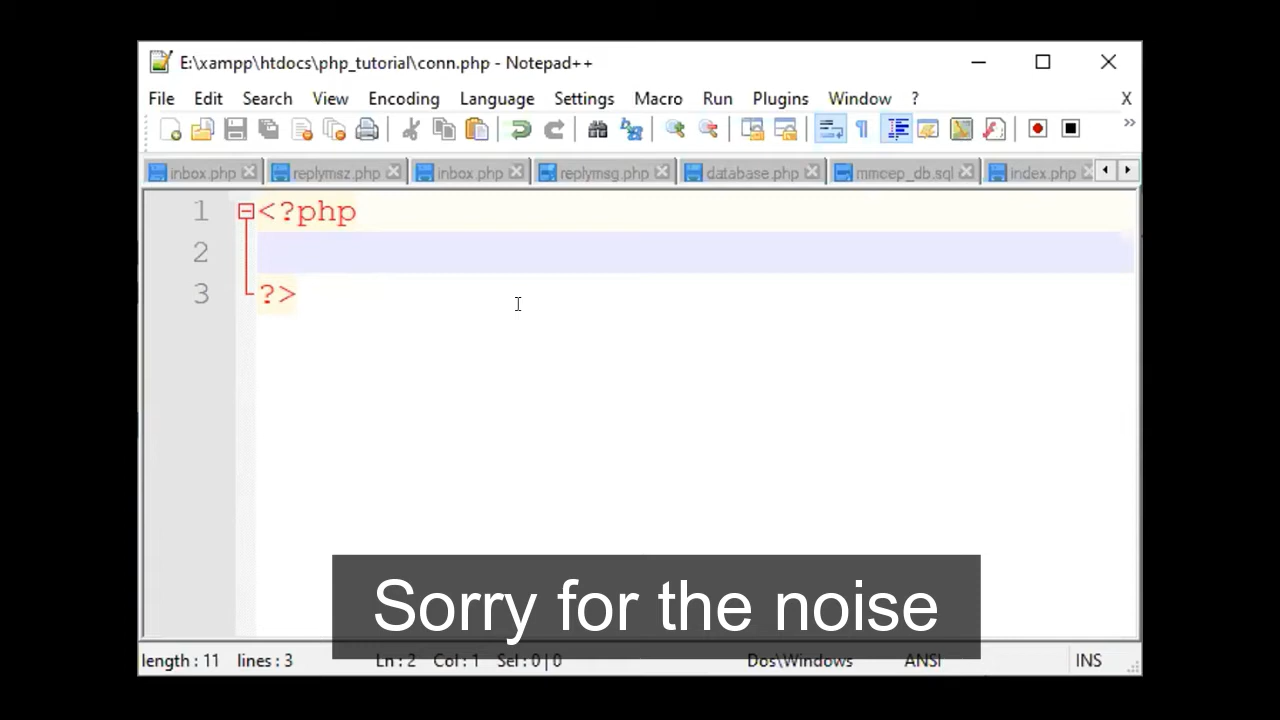 E:\xampp\htdocs\php_tutorial\conn.php - Notepad++
File Edit Search View Encoding Language Settings Macro Run Plugins Window ? X
inbox.php replymsz.php inbox.php replymsg.php database.php mmcep_db.sql index.php
1 <?php
2
3 ?>
Sorry for the noise
length : 11 lines : 3 Ln : 2 Col : 1 Sel : 0 | 0 Dos\Windows ANSI INS